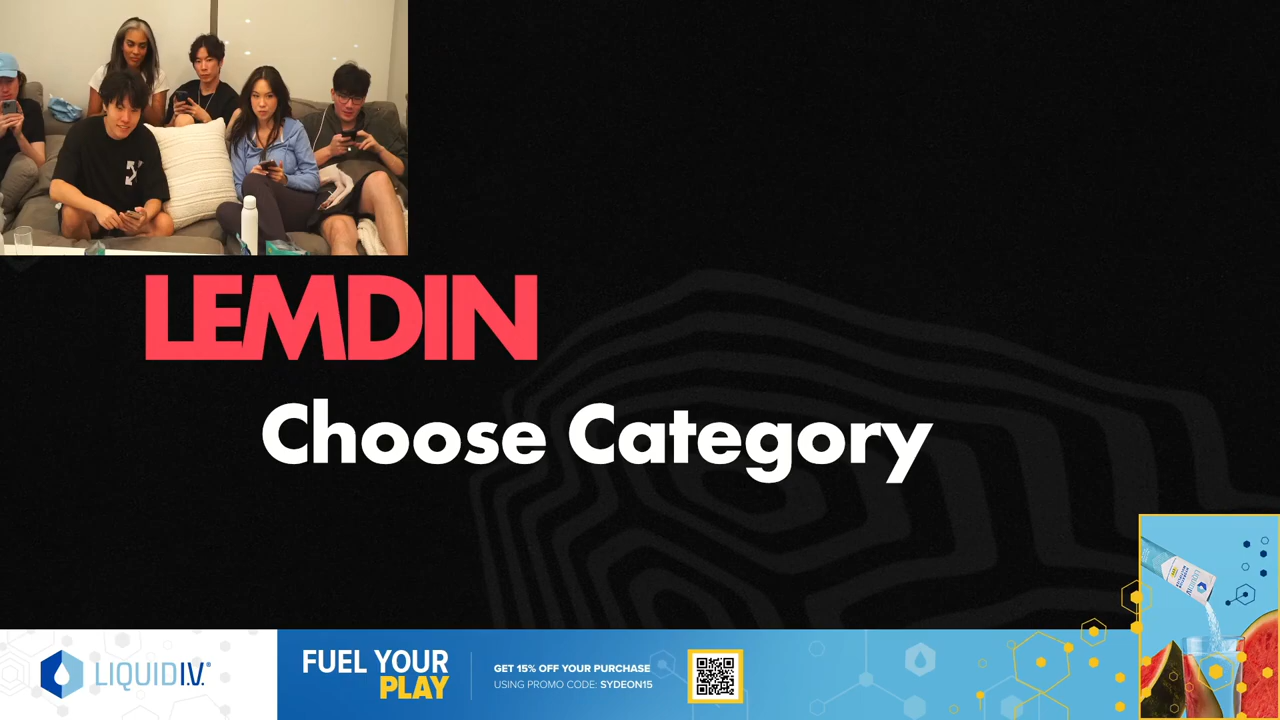 LEMDIN
Choose Category
LIQUID I.V.®
FUEL YOUR
PLAY
GET 15% OFF YOUR PURCHASE
USING PROMO CODE: SYDEON15